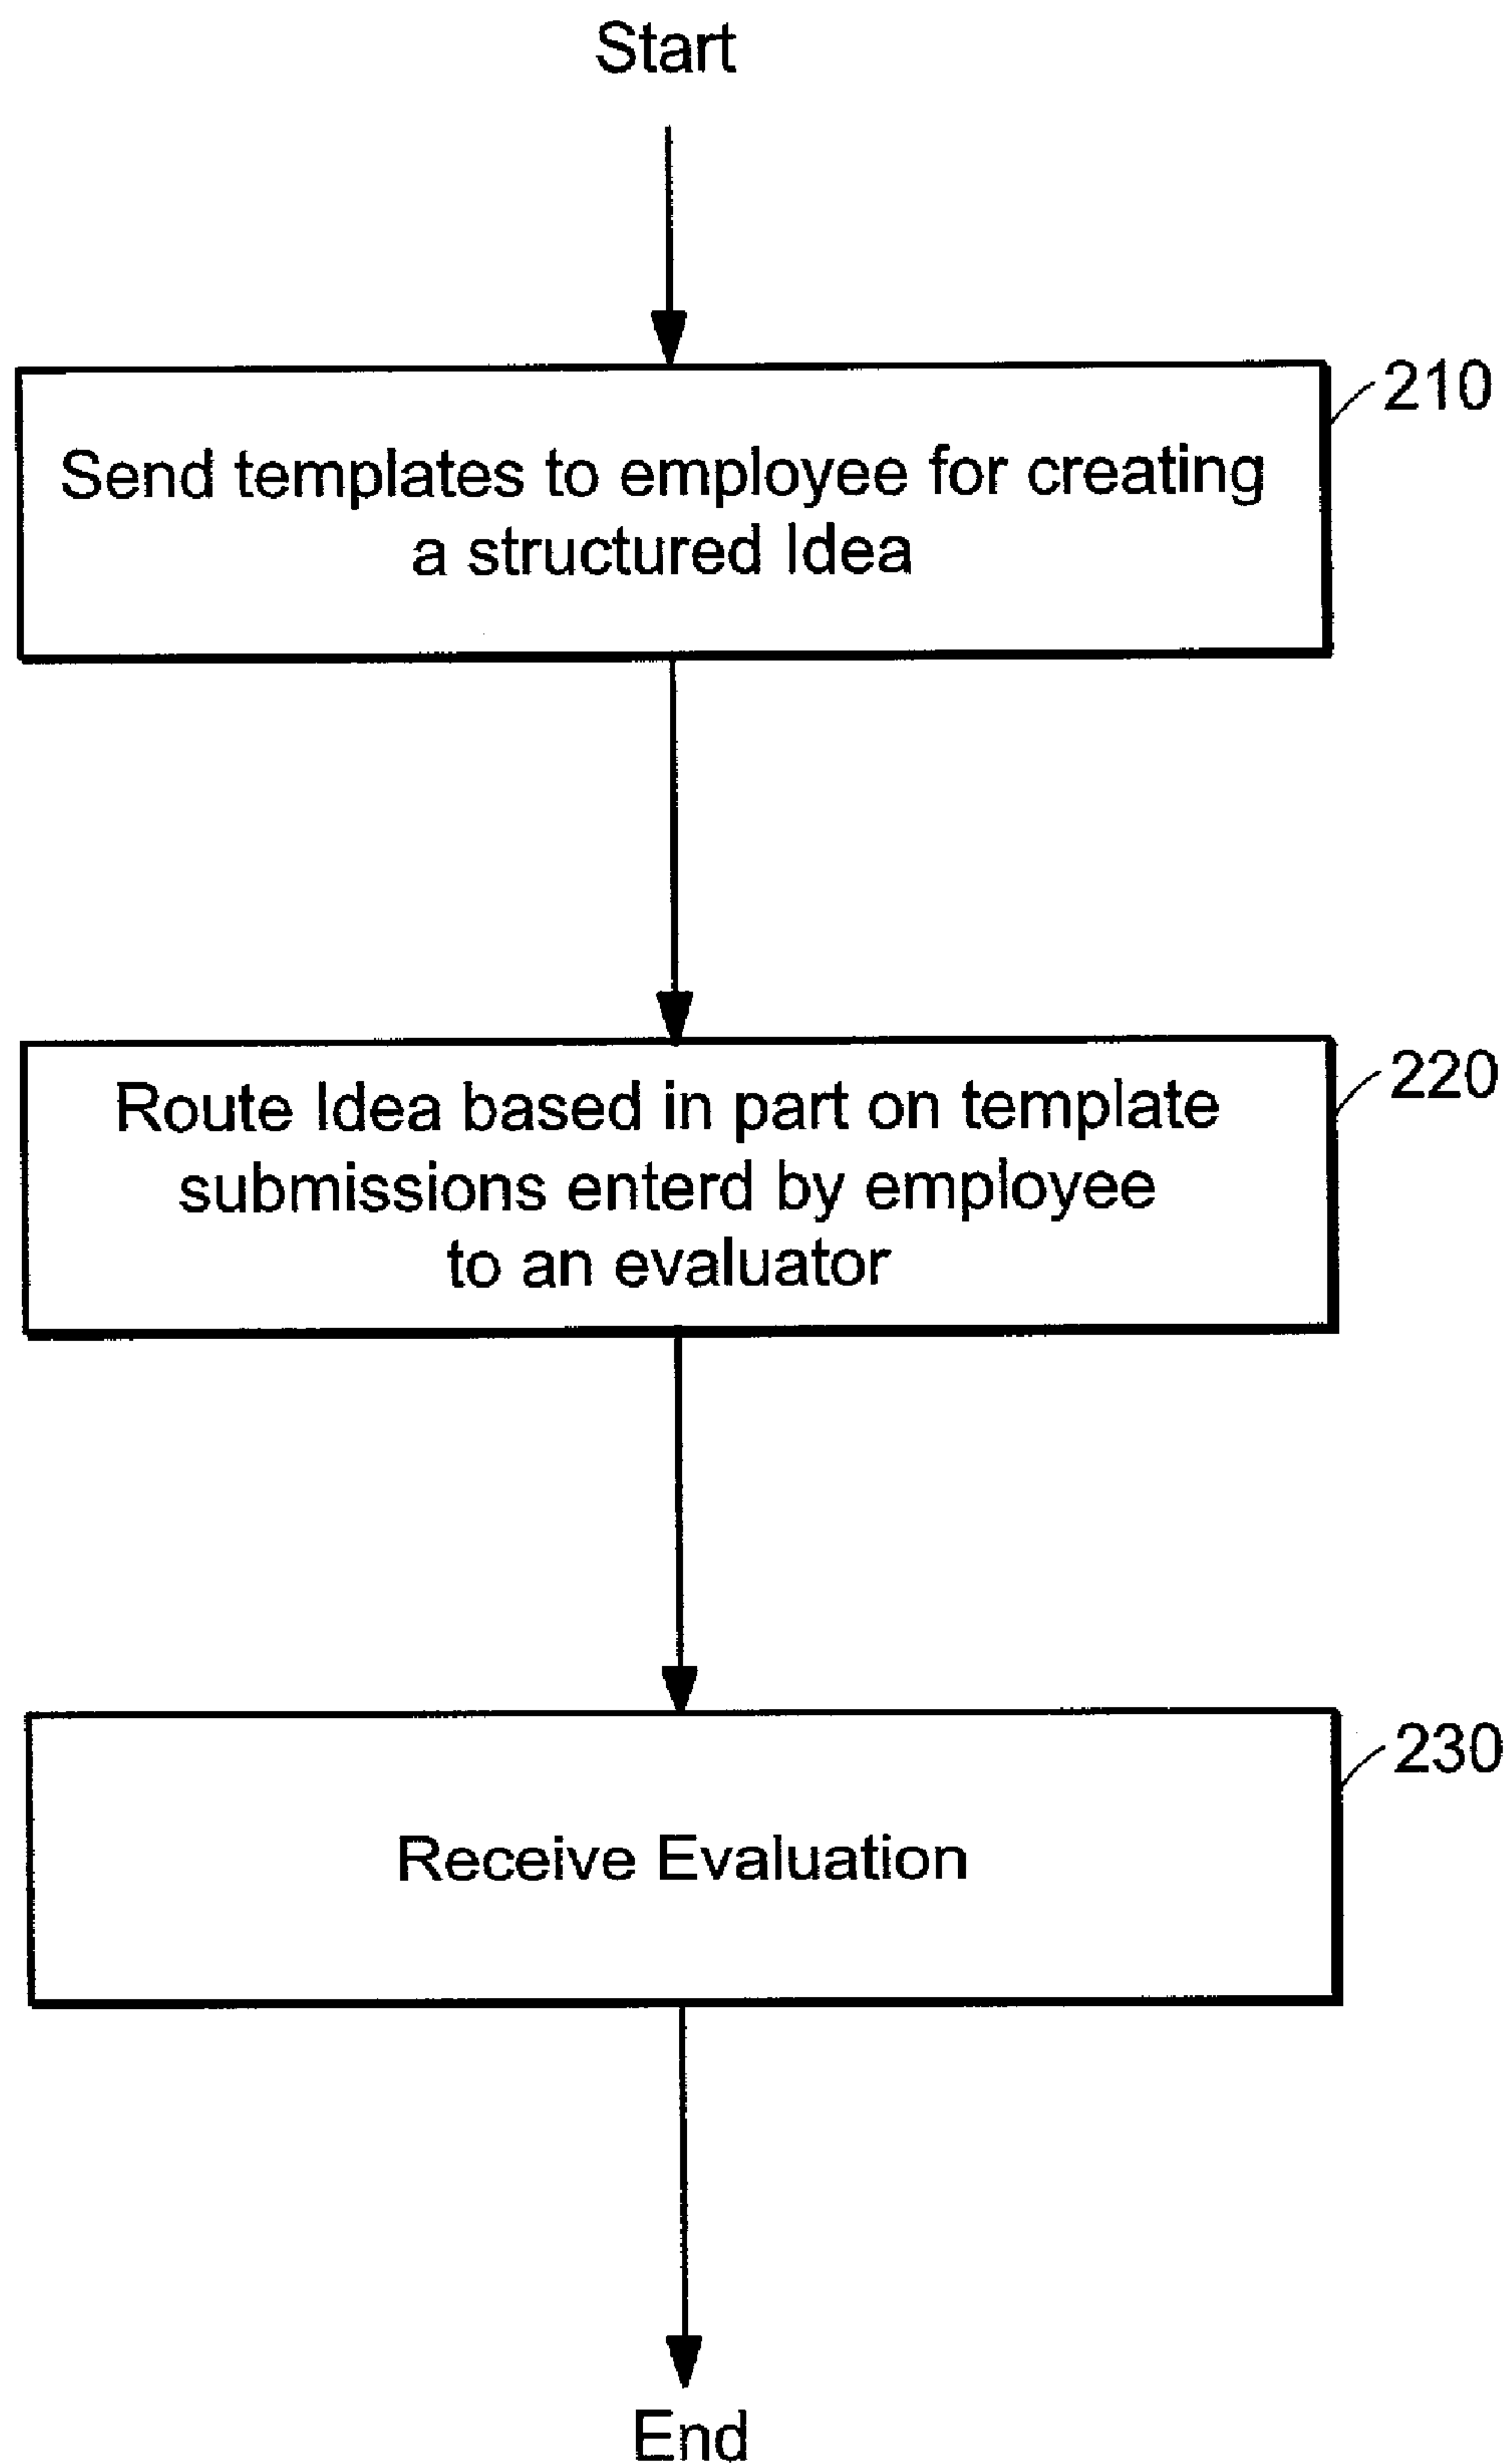 Start
210
Send templates to employee for creating
a structured Idea
220
Route Idea based in part on template
submissions enterd by employee
to an evaluator
230
Receive Evaluation
End